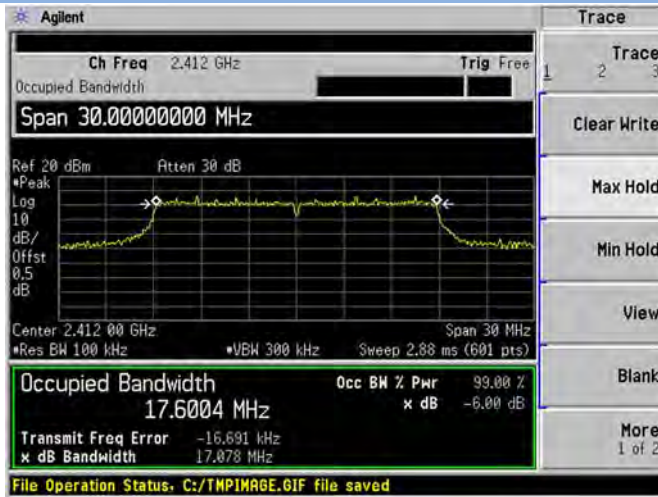 Agilent
Trace
Ch Freq 2.412 GHz Trig Free
Occupied Bandwidth
Span 30.00000000 MHz
Ref 20 dBm Atten 30 dB
*Peak
Log
10
dB/
Offst
0.5
dB
Center 2.412 00 GHz Span 30 MHz
*Res BW 100 kHz *VBW 300 kHz Sweep 2.88 ms (601 pts)
Occupied Bandwidth Occ BW % Pwr 99.00 %
17.6004 MHz x dB -6.00 dB
Transmit Freq Error -16.691 kHz
x dB Bandwidth 17.078 MHz
File Operation Status, C:/TMPIMAGE.GIF file saved
Trace
1 2 3
Clear Write
Max Hold
Min Hold
View
Blank
More
1 of 2